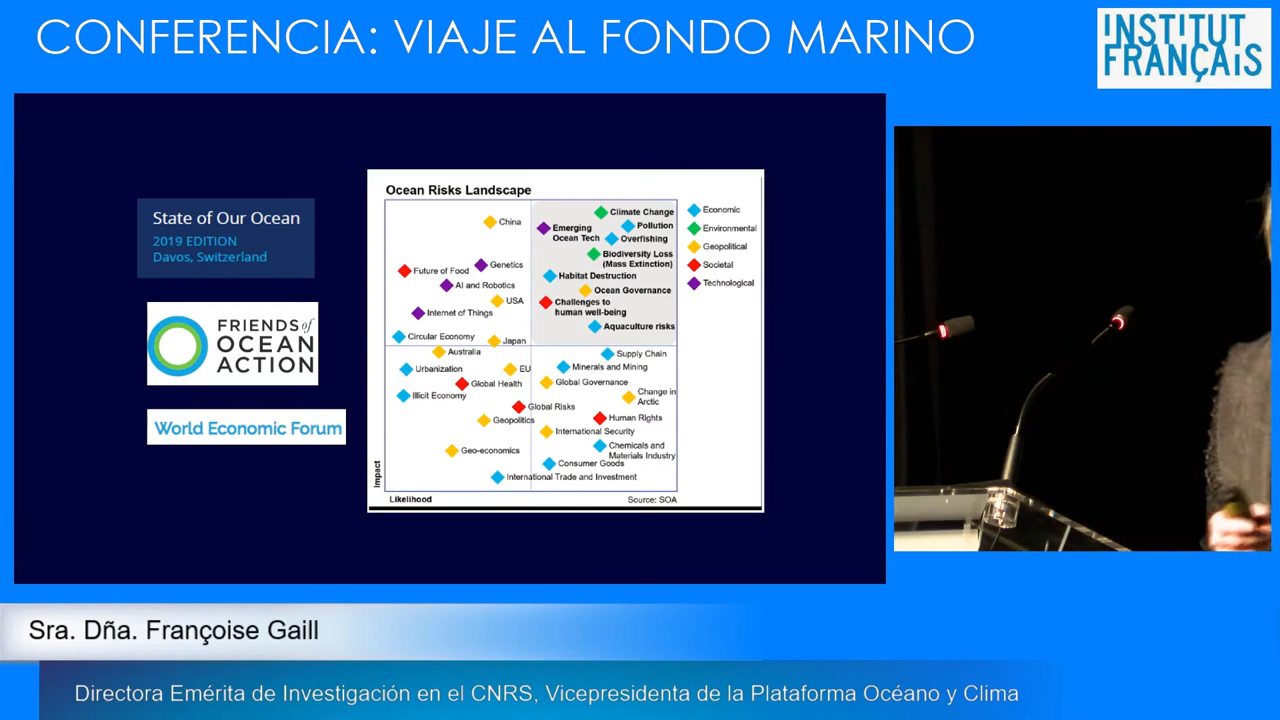 CONFERENCIA: VIAJE AL FONDO MARINO
INSTITUT
FRANÇAIS
State of Our Ocean
2019 EDITION
Davos, Switzerland
FRIENDS of
OCEAN
ACTION
World Economic Forum
Ocean Risks Landscape
China
Climate Change
Pollution
Emerging
Ocean Tech
Overfishing
Biodiversity Loss
(Mass Extinction)
Future of Food
Genetics
Habitat Destruction
AI and Robotics
Ocean Governance
USA
Challenges to
human well-being
Internet of Things
Aquaculture risks
Circular Economy
Japan
Australia
Supply Chain
Urbanization
EU
Minerals and Mining
Global Health
Global Governance
Illicit Economy
Change in
Arctic
Global Risks
Geopolitics
Human Rights
International Security
Geo-economics
Chemicals and
Materials Industry
Consumer Goods
International Trade and Investment
Impact
Likelihood
Source: SOA
Economic
Environmental
Geopolitical
Societal
Technological
Sra. Dña. Françoise Gaill
Directora Emérita de Investigación en el CNRS, Vicepresidenta de la Plataforma Océano y Clima